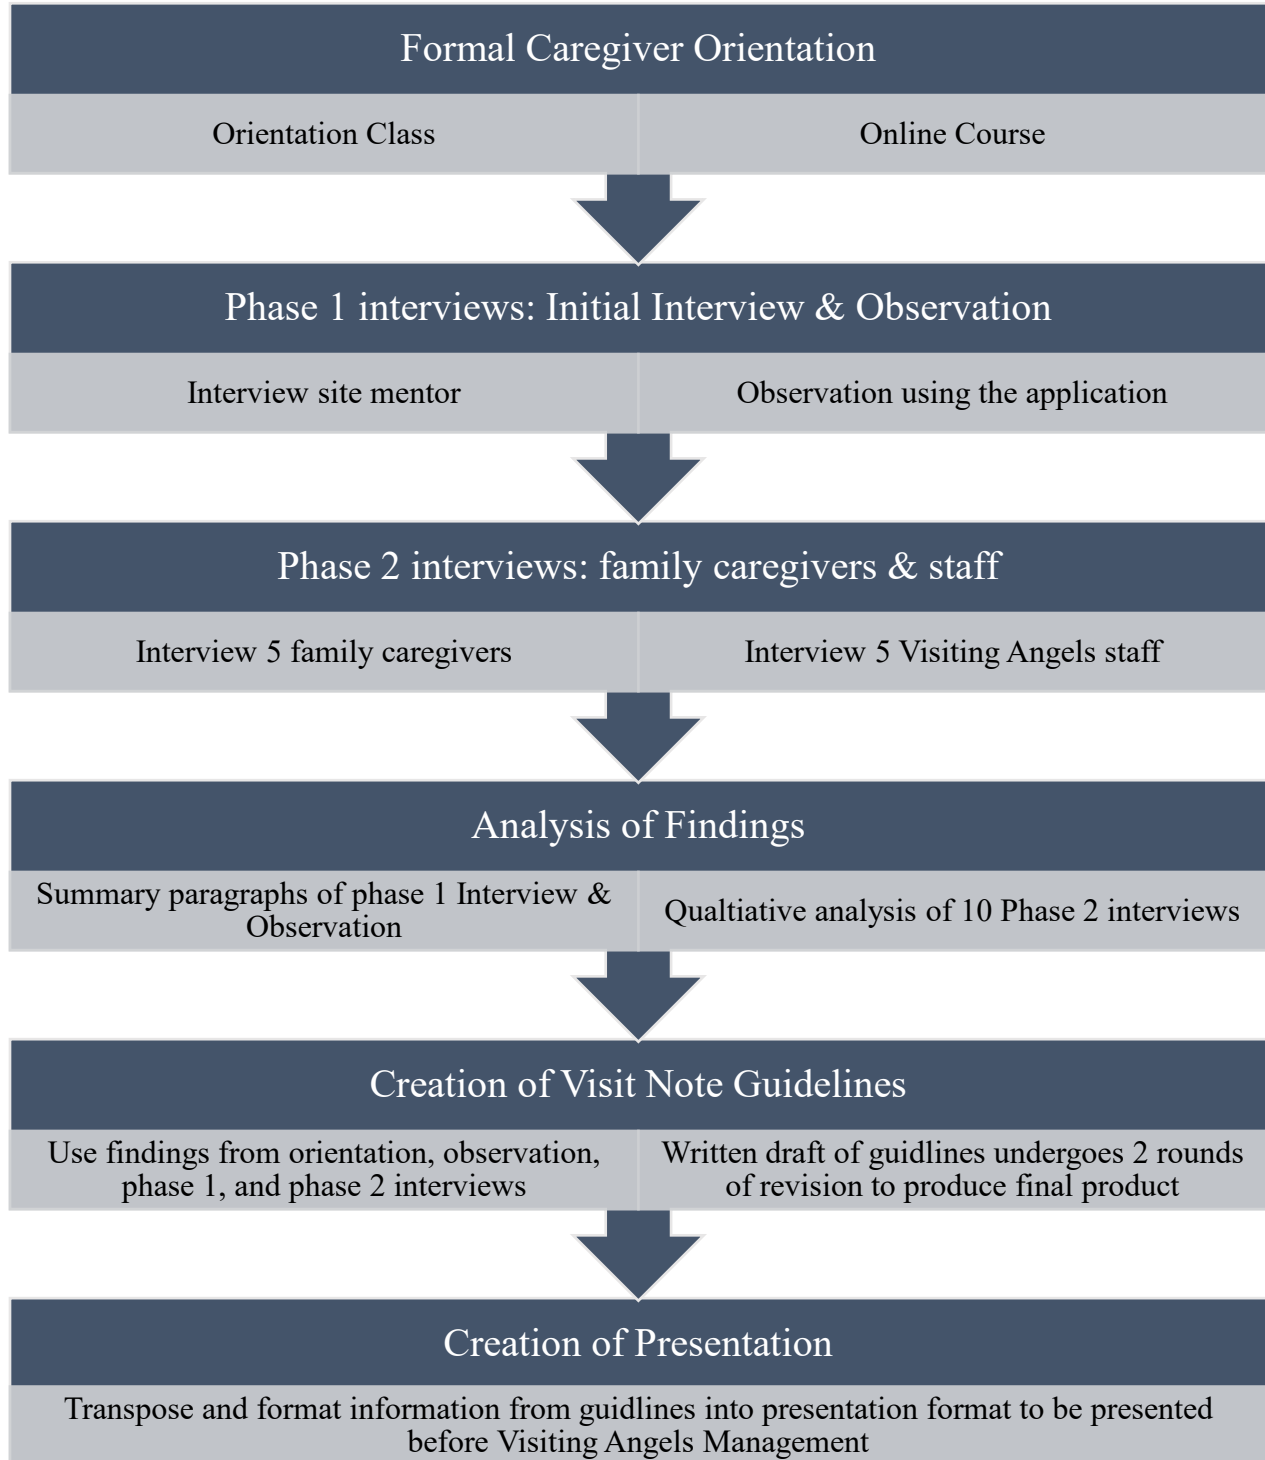 Formal Caregiver Orientation
Orientation Class
Online Course
Phase 1 interviews: Initial Interview & Observation
Interview site mentor
Observation using the application
Phase 2 interviews: family caregivers & staff
Interview 5 family caregivers
Interview 5 Visiting Angels staff
Analysis of Findings
Summary paragraphs of phase 1 Interview &
Observation
Qualtiative analysis of 10 Phase 2 interviews
Creation of Visit Note Guidelines
Use findings from orientation, observation,
phase 1, and phase 2 interviews
Written draft of guidlines undergoes 2 rounds
of revision to produce final product
Creation of Presentation
Transpose and format information from guidlines into presentation format to be presented
before Visiting Angels Management